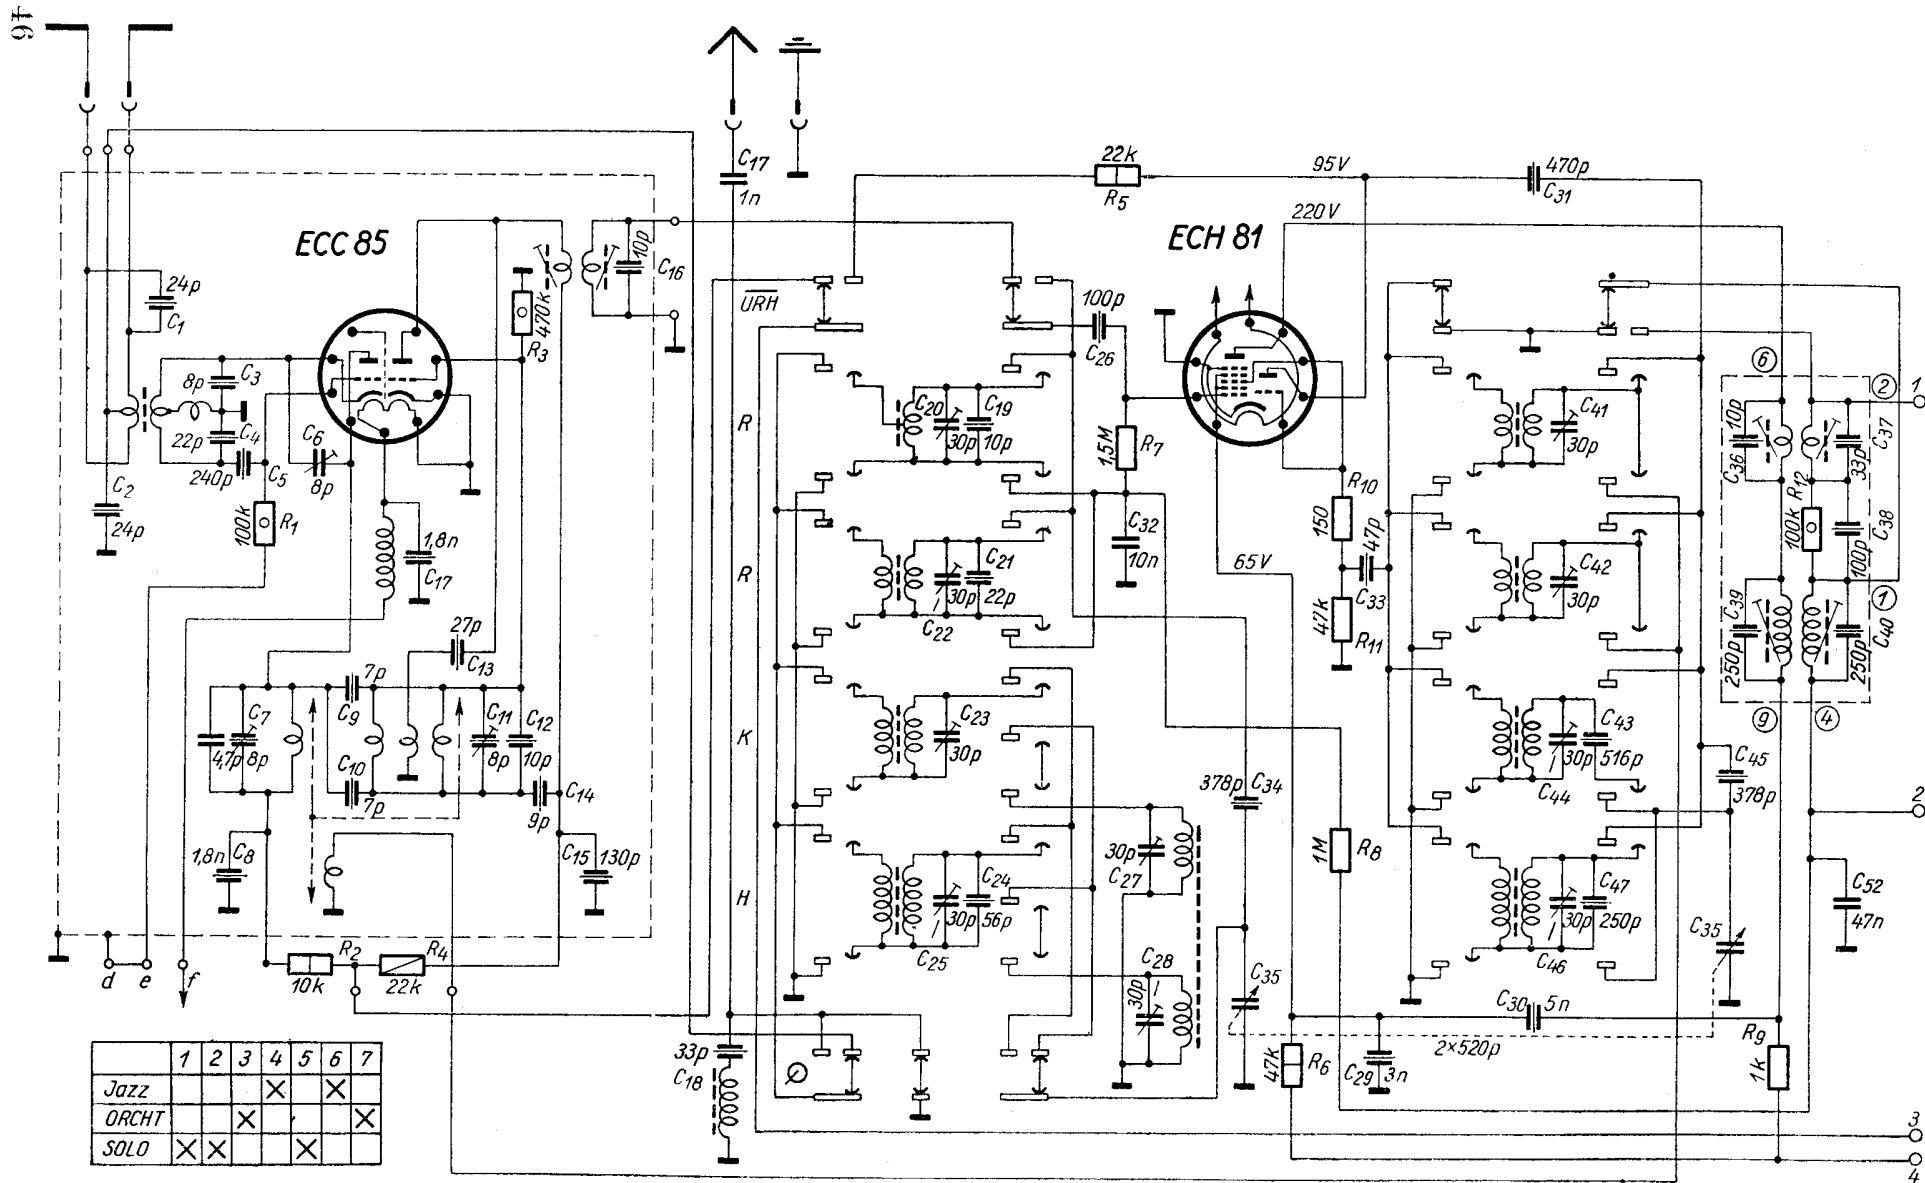 46
C17
1n
22k
R5
95V
470p
C31
220V
ECC 85
ECH 81
10p
C16
24p
C1
470k
R3
URH
100p
C26
8p
C3
22p
C4
240p
C5
C6
8p
C2
24p
100k
R1
1,8n
C17
27p
C13
7p
C9
C7
4,7p
8p
C10
7p
C11
8p
C12
10p
9p
C14
1,8n
C8
C15
130p
d
e
f
R2
10k
R4
22k
R
C20
30p
C19
10p
1,5M
R7
R
C21
30p
22p
C22
C32
10n
K
C23
30p
378p
C34
H
C24
30p
56p
C25
30p
C27
C28
30p
C35
33p
C18
R10
150
47p
C33
65V
47k
R11
1M
R8
C41
30p
C42
30p
C43
30p
516p
C44
C45
378p
C47
30p
250p
C46
C35
C30
5n
2×520p
47k
R6
C29
3n
R9
1k
6
2
1
10p
C36
C37
33p
R12
100k
C38
100p
C39
250p
1
C40
250p
9
4
2
C52
47n
3
4
1 2 3 4 5 6 7
Jazz X X
ORCHT X X
SOLO X X X